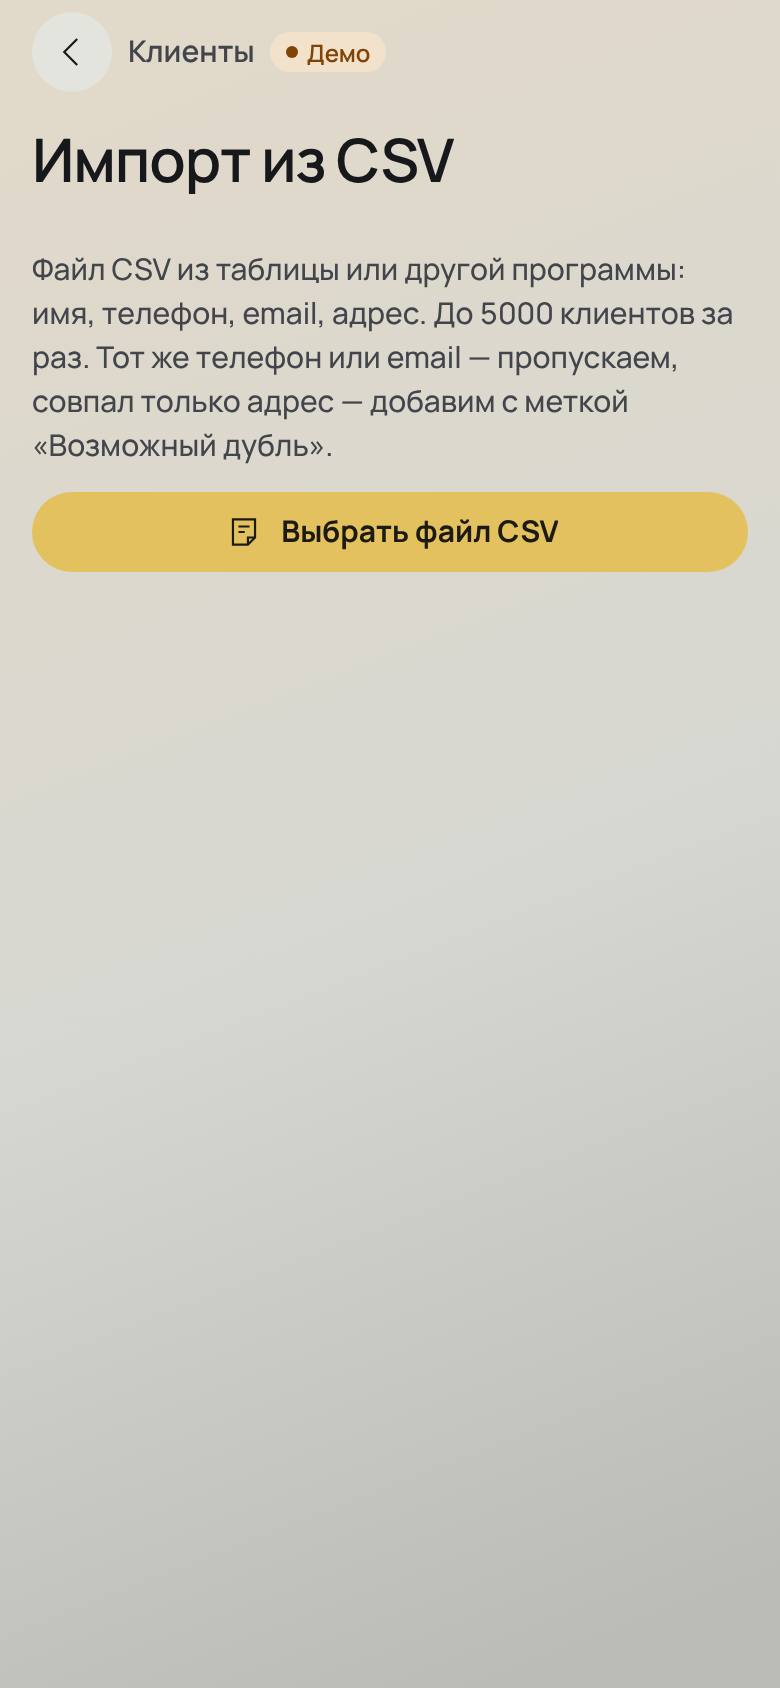 Клиенты
Демо
Импорт из CSV
Файл CSV из таблицы или другой программы:
имя, телефон, email, адрес. До 5000 клиентов за
раз. Тот же телефон или email — пропускаем,
совпал только адрес — добавим с меткой
«Возможный дубль».
Выбрать файл CSV